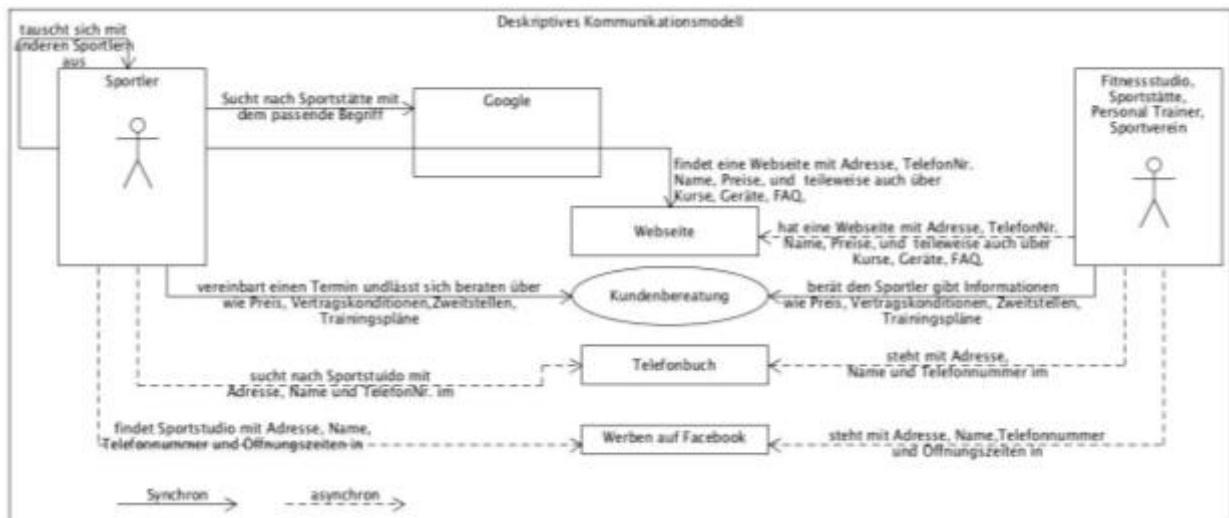 Deskriptives Kommunikationsmodell
tauscht sich mit
anderen Sportlern
aus
Sportler
Sucht nach Sportstätte mit
dem passende Begriff
Google
Fitnessstudio,
Sportstätte,
Personal Trainer,
Sportverein
findet eine Webseite mit Adresse, TelefonNr.
Name, Preise, und teileweise auch über
Kurse, Geräte, FAQ,
Webseite
hat eine Webseite mit Adresse, TelefonNr.
Name, Preise, und teileweise auch über
Kurse, Geräte, FAQ,
vereinbart einen Termin undlässt sich beraten über
wie Preis, Vertragskonditionen,Zweitstellen,
Trainingspläne
Kundenbereatung
berät den Sportler gibt Informationen
wie Preis, Vertragskonditionen, Zweitstellen,
Trainingspläne
sucht nach Sportstuido mit
Adresse, Name und TelefonNr. im
Telefonbuch
steht mit Adresse,
Name und Telefonnummer im
findet Sportstudio mit Adresse, Name,
Telefonnummer und Öffnungszeiten in
Werben auf Facebook
steht mit Adresse, Name,Telefonnummer
und Öffnungszeiten in
Synchron
asynchron